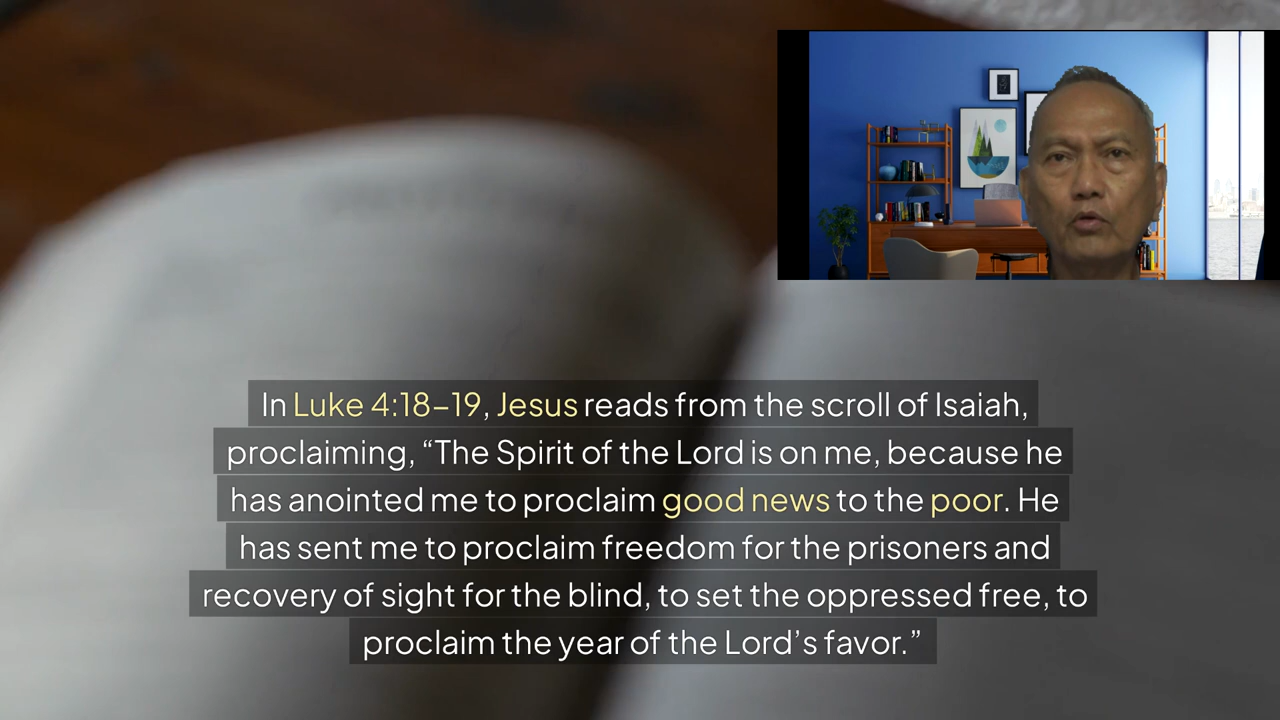 In Luke 4:18–19, Jesus reads from the scroll of Isaiah,
proclaiming, “The Spirit of the Lord is on me, because he
has anointed me to proclaim good news to the poor. He
has sent me to proclaim freedom for the prisoners and
recovery of sight for the blind, to set the oppressed free, to
proclaim the year of the Lord’s favor.”